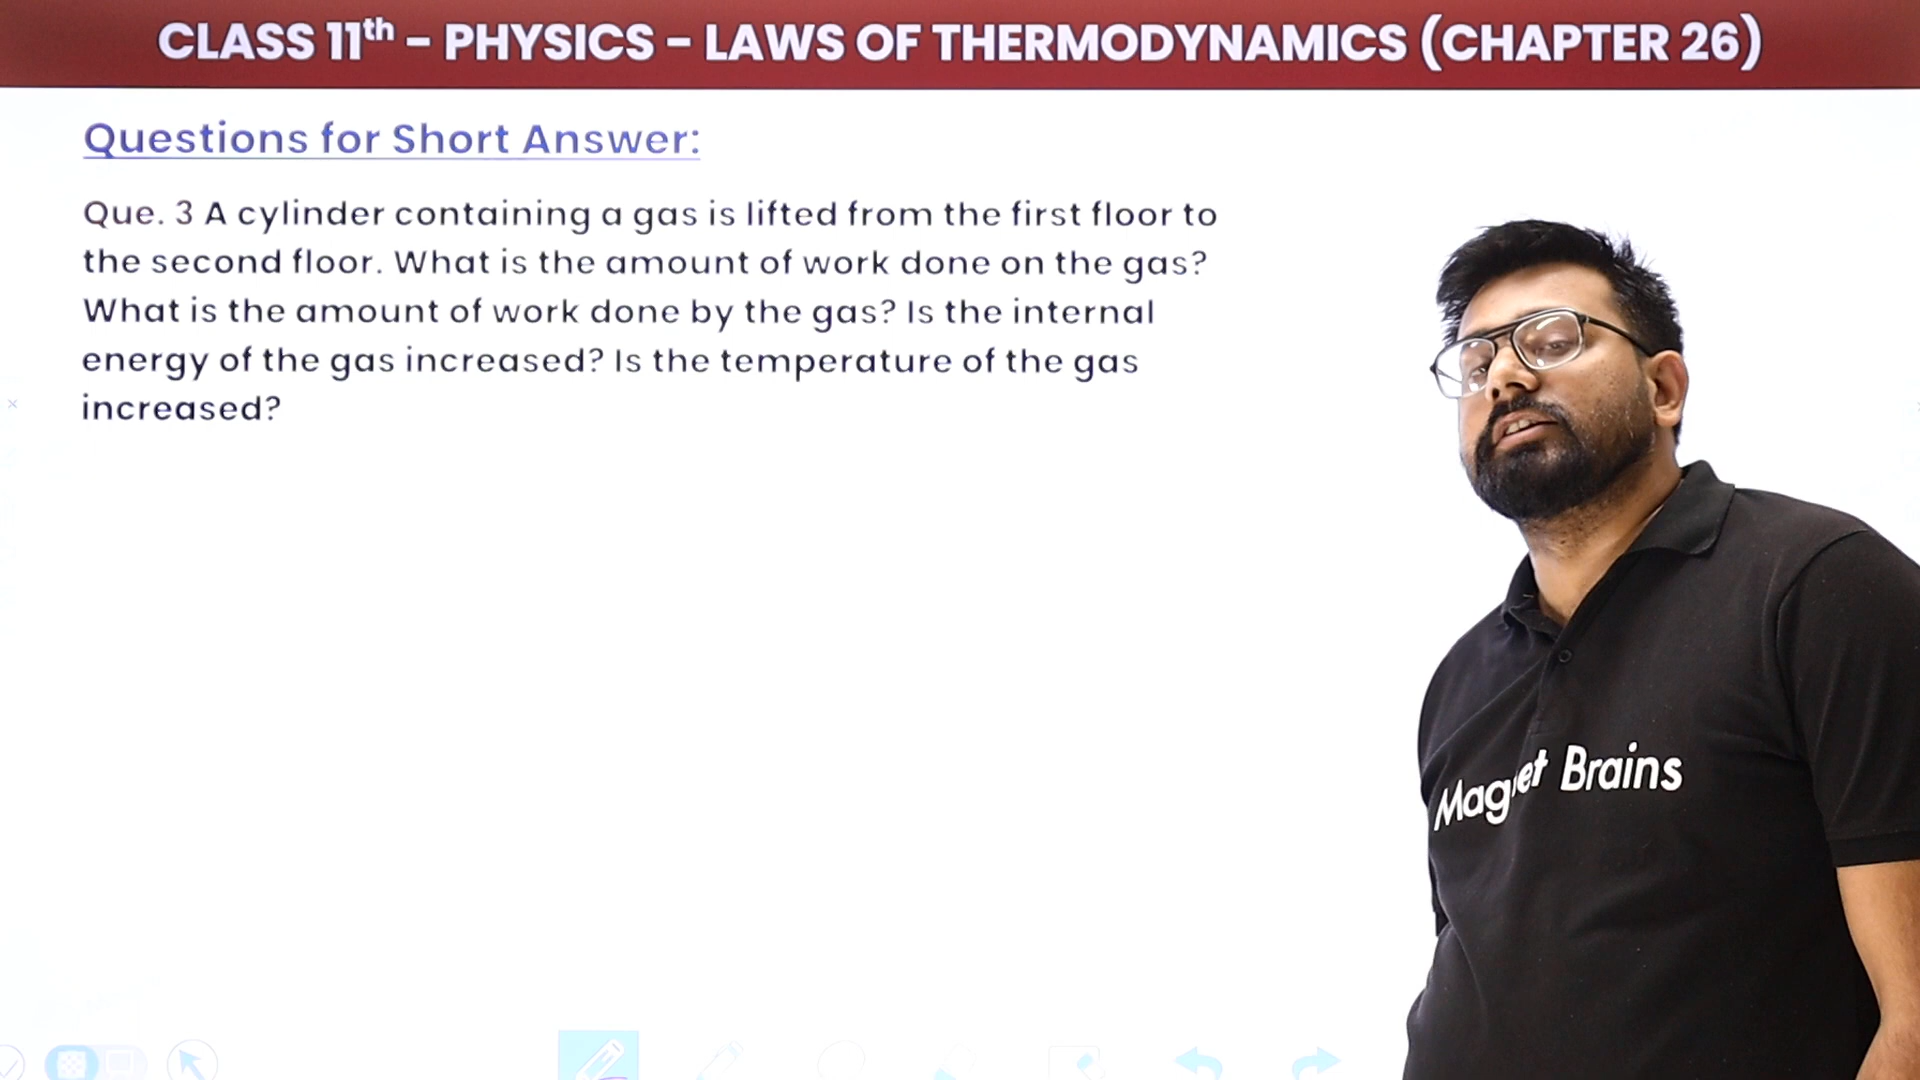 CLASS 11th - PHYSICS - LAWS OF THERMODYNAMICS (CHAPTER 26)
Questions for Short Answer:
Que. 3 A cylinder containing a gas is lifted from the first floor to
the second floor. What is the amount of work done on the gas?
What is the amount of work done by the gas? Is the internal
energy of the gas increased? Is the temperature of the gas
increased?
Magnet Brains